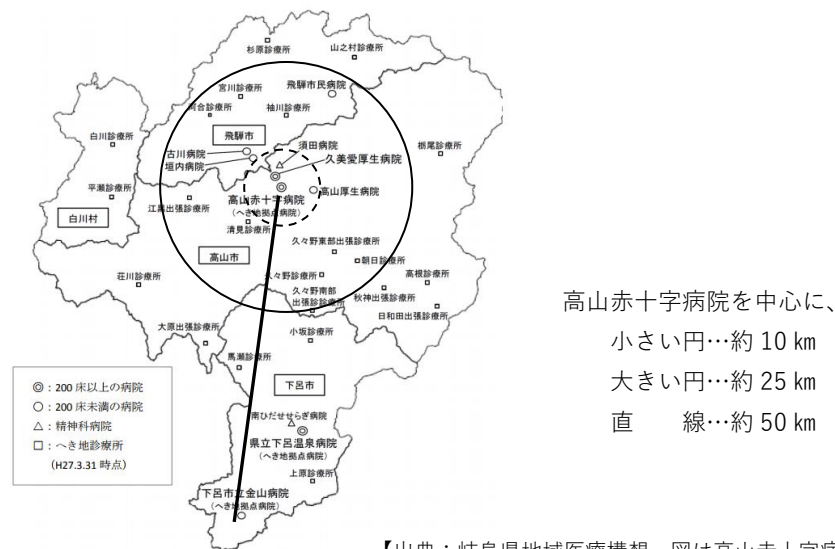 杉原診療所
山之村診療所
宮川診療所
飛騨市民病院
河合診療所
袖川診療所
白川診療所
飛騨市
須田病院
栃尾診療所
古川病院
垣内病院
久美愛厚生病院
平瀬診療所
高山赤十字病院
高山厚生病院
江黒出張診療所
(へき地拠点病院)
白川村
清見診療所
高山市
久々野東部出張診療所
朝日診療所
荘川診療所
久々野診療所
高根診療所
久々野南部
出張診療所
秋神出張診療所
日和田出張診療所
大原出張診療所
小坂診療所
馬瀬診療所
下呂市
◎:200床以上の病院
○:200床未満の病院
△:精神科病院
□:へき地診療所
(H27.3.31 時点)
南ひだせせらぎ病院
県立下呂温泉病院
(へき地拠点病院)
上原診療所
下呂市立金山病院
(へき地拠点病院)
高山赤十字病院を中心に、
小さい円…約 10 ㎞
大きい円…約 25 ㎞
直 線…約 50 ㎞
【出典:岐阜県地域医療構想 図は高山赤十字病